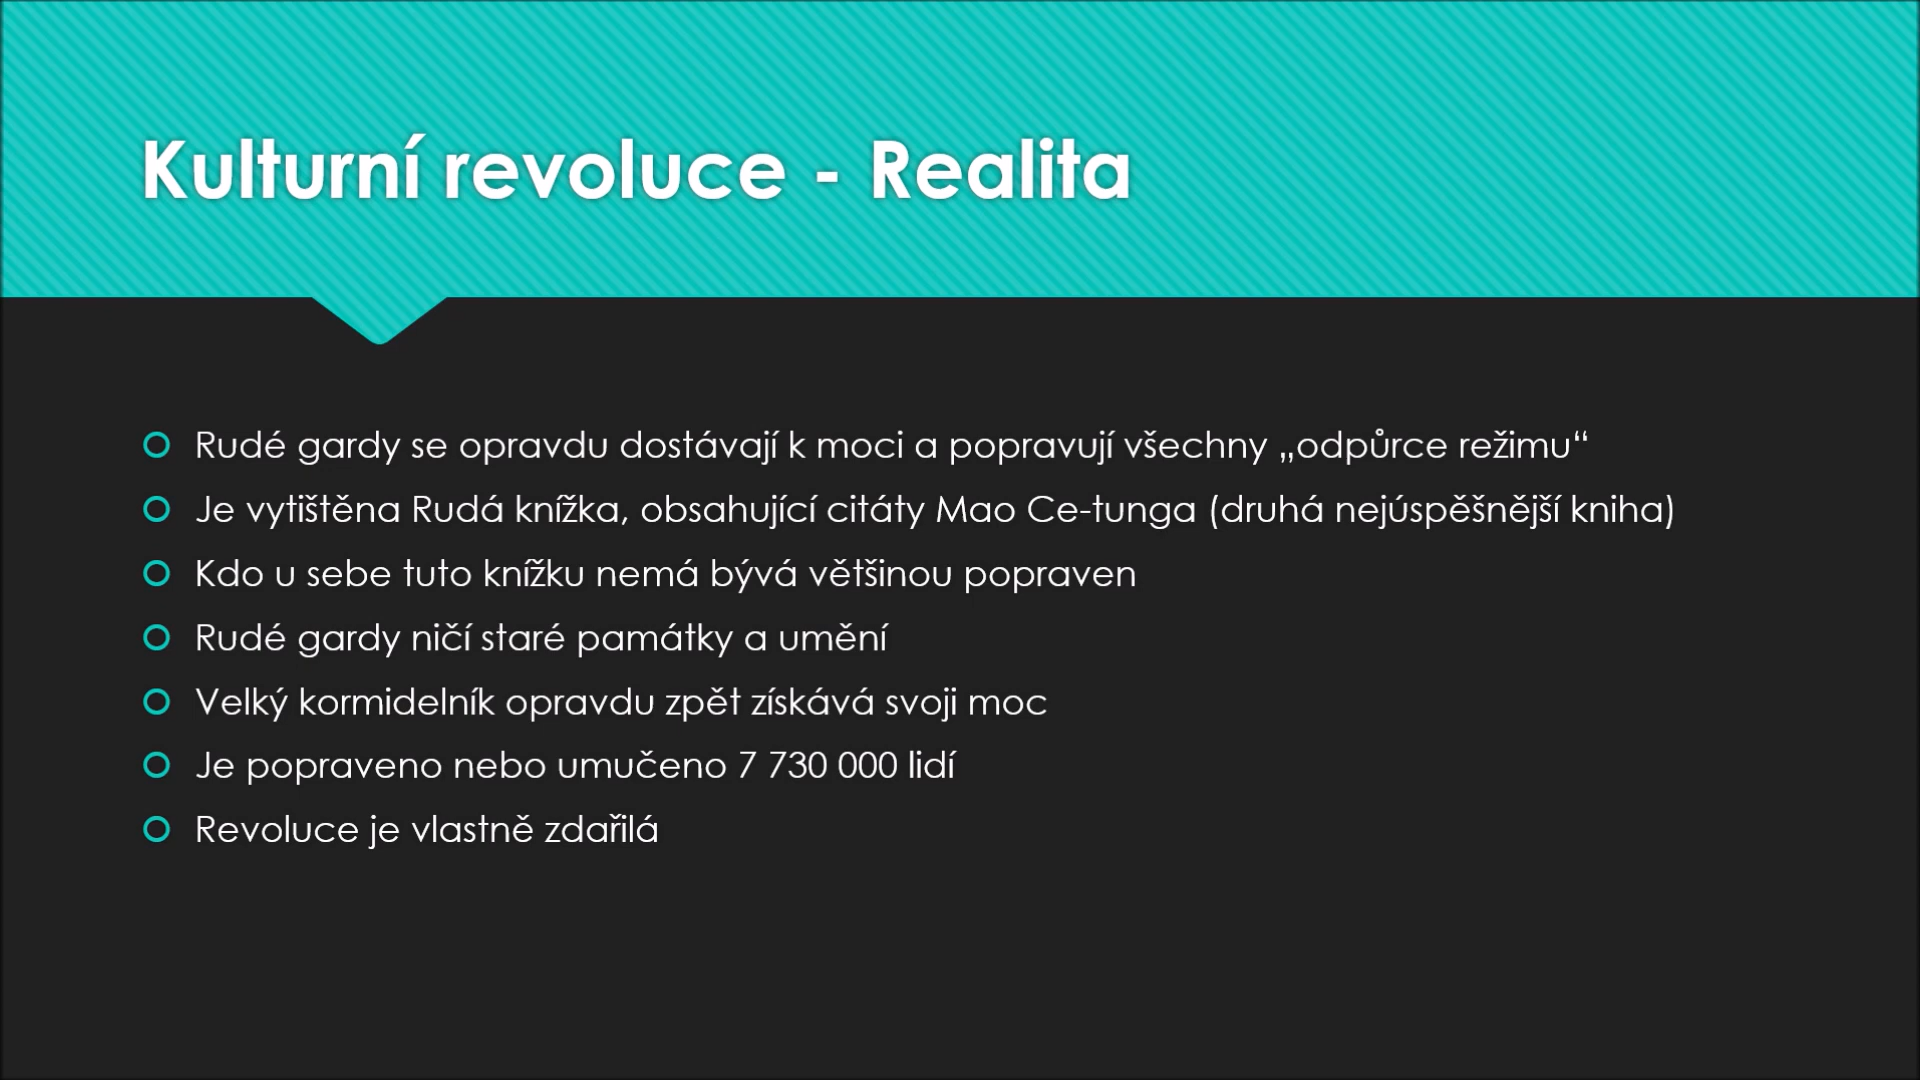 Kulturní revoluce - Realita
Rudé gardy se opravdu dostávají k moci a popravují všechny „odpůrce režimu“
Je vytištěna Rudá knížka, obsahující citáty Mao Ce-tunga (druhá nejúspěšnější kniha)
Kdo u sebe tuto knížku nemá bývá většinou popraven
Rudé gardy ničí staré památky a umění
Velký kormidelník opravdu zpět získává svoji moc
Je popraveno nebo umučeno 7 730 000 lidí
Revoluce je vlastně zdařilá